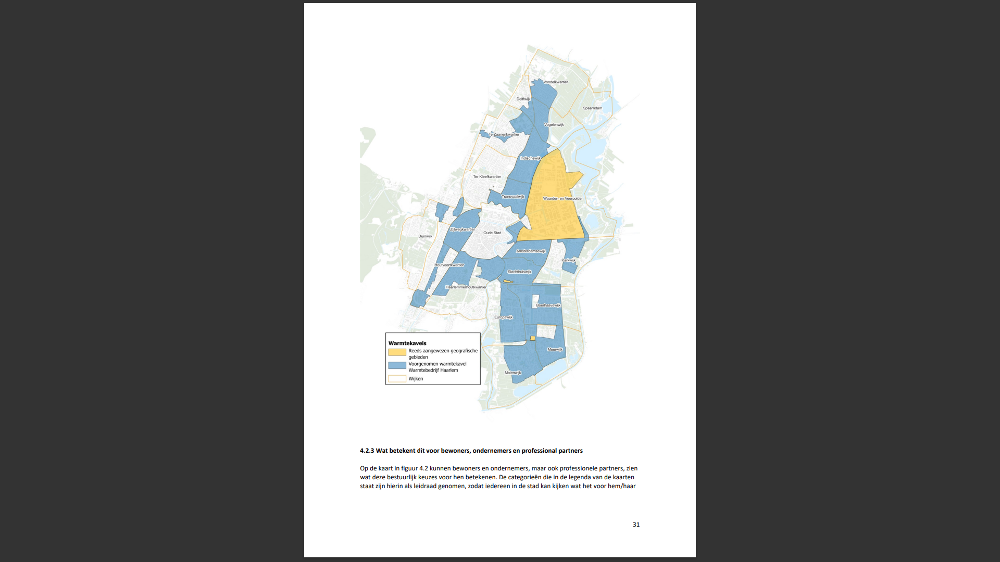 Vondelkwartier
Delftwijk
Spaarndam
Vogelenwijk
Te Zaanenkwartier
Indischewijk
Ter Kleefkwartier
Transvaalwijk
Waarder- en Veerpolder
Zijlwegkwartier
Oude Stad
Duinwijk
Amsterdamsewijk
Parkwijk
Houtvaartkwartier
Slachthuiswijk
Haarlemmerhoutkwartier
Boerhaavewijk
Europawijk
Meerwijk
Molenwijk
Warmtekavels
Reeds aangewezen geografische
gebieden
Voorgenomen warmtekavel
Warmtebedrijf Haarlem
Wijken
4.2.3 Wat betekent dit voor bewoners, ondernemers en professional partners
Op de kaart in figuur 4.2 kunnen bewoners en ondernemers, maar ook professionele partners, zien
wat deze bestuurlijk keuzes voor hen betekenen. De categorieën die in de legenda van de kaarten
staat zijn hierin als leidraad genomen, zodat iedereen in de stad kan kijken wat het voor hem/haar
31